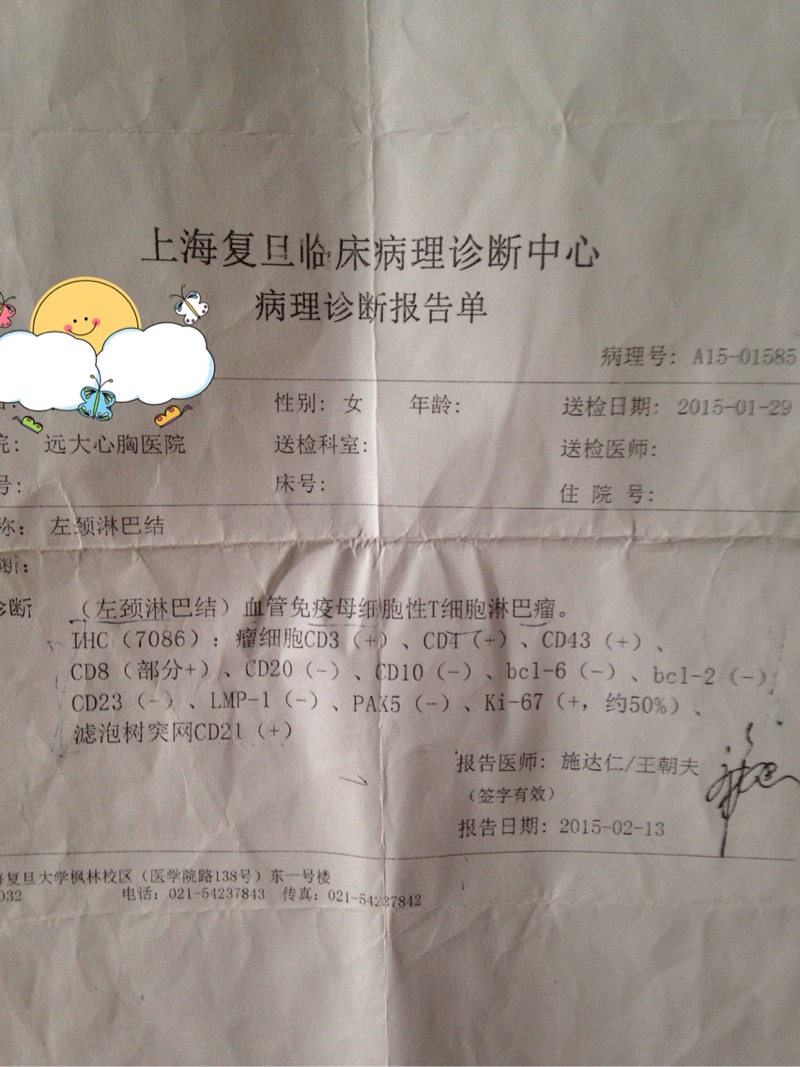 上海复旦临床病理诊断中心
病理诊断报告单
病理号: A15-01585
性别: 女 年龄: 送检日期: 2015-01-29
院: 远大心胸医院 送检科室: 送检医师:
号: 床号: 住 院 号:
称: 左颈淋巴结
断:
诊断 (左颈淋巴结)血管免疫母细胞性T细胞淋巴瘤。
IHC(7086): 瘤细胞CD3(+)、CD4(+)、CD43(+)、
CD8(部分+)、CD20(-)、CD10(-)、bcl-6(-)、bcl-2(-)
CD23(-)、LMP-1(-)、PAX5(-)、Ki-67(+, 约50%)、
滤泡树突网CD21(+)
报告医师: 施达仁/王朝夫
(签字有效)
报告日期: 2015-02-13
海复旦大学枫林校区(医学院路138号)东一号楼
032 电话: 021-54237843 传真: 021-54237842